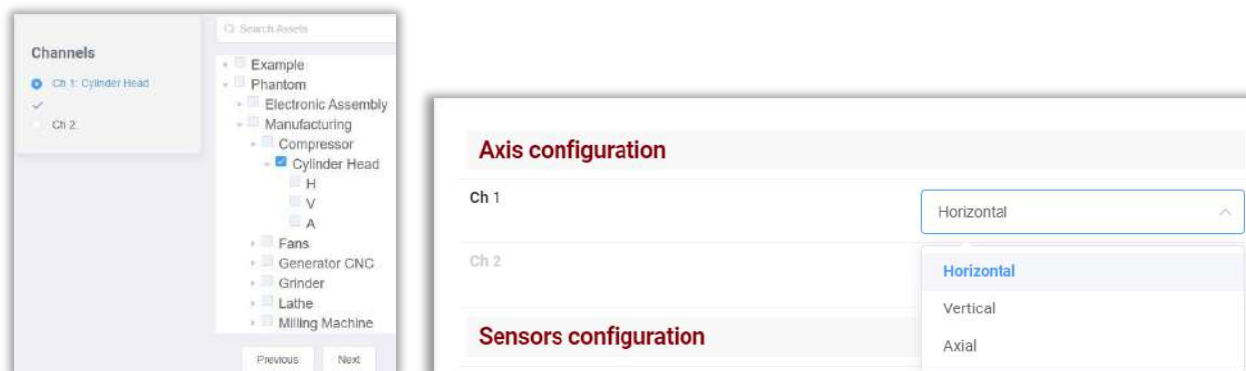 Search Assets
Channels
Ch 1: Cylinder Head
Ch 2:
Example
Phantom
Electronic Assembly
Manufacturing
Compressor
Cylinder Head
H
V
A
Fans
Generator CNC
Grinder
Lathe
Milling Machine
Previous Next
Axis configuration
Ch 1
Horizontal
Ch 2
Horizontal
Vertical
Axial
Sensors configuration